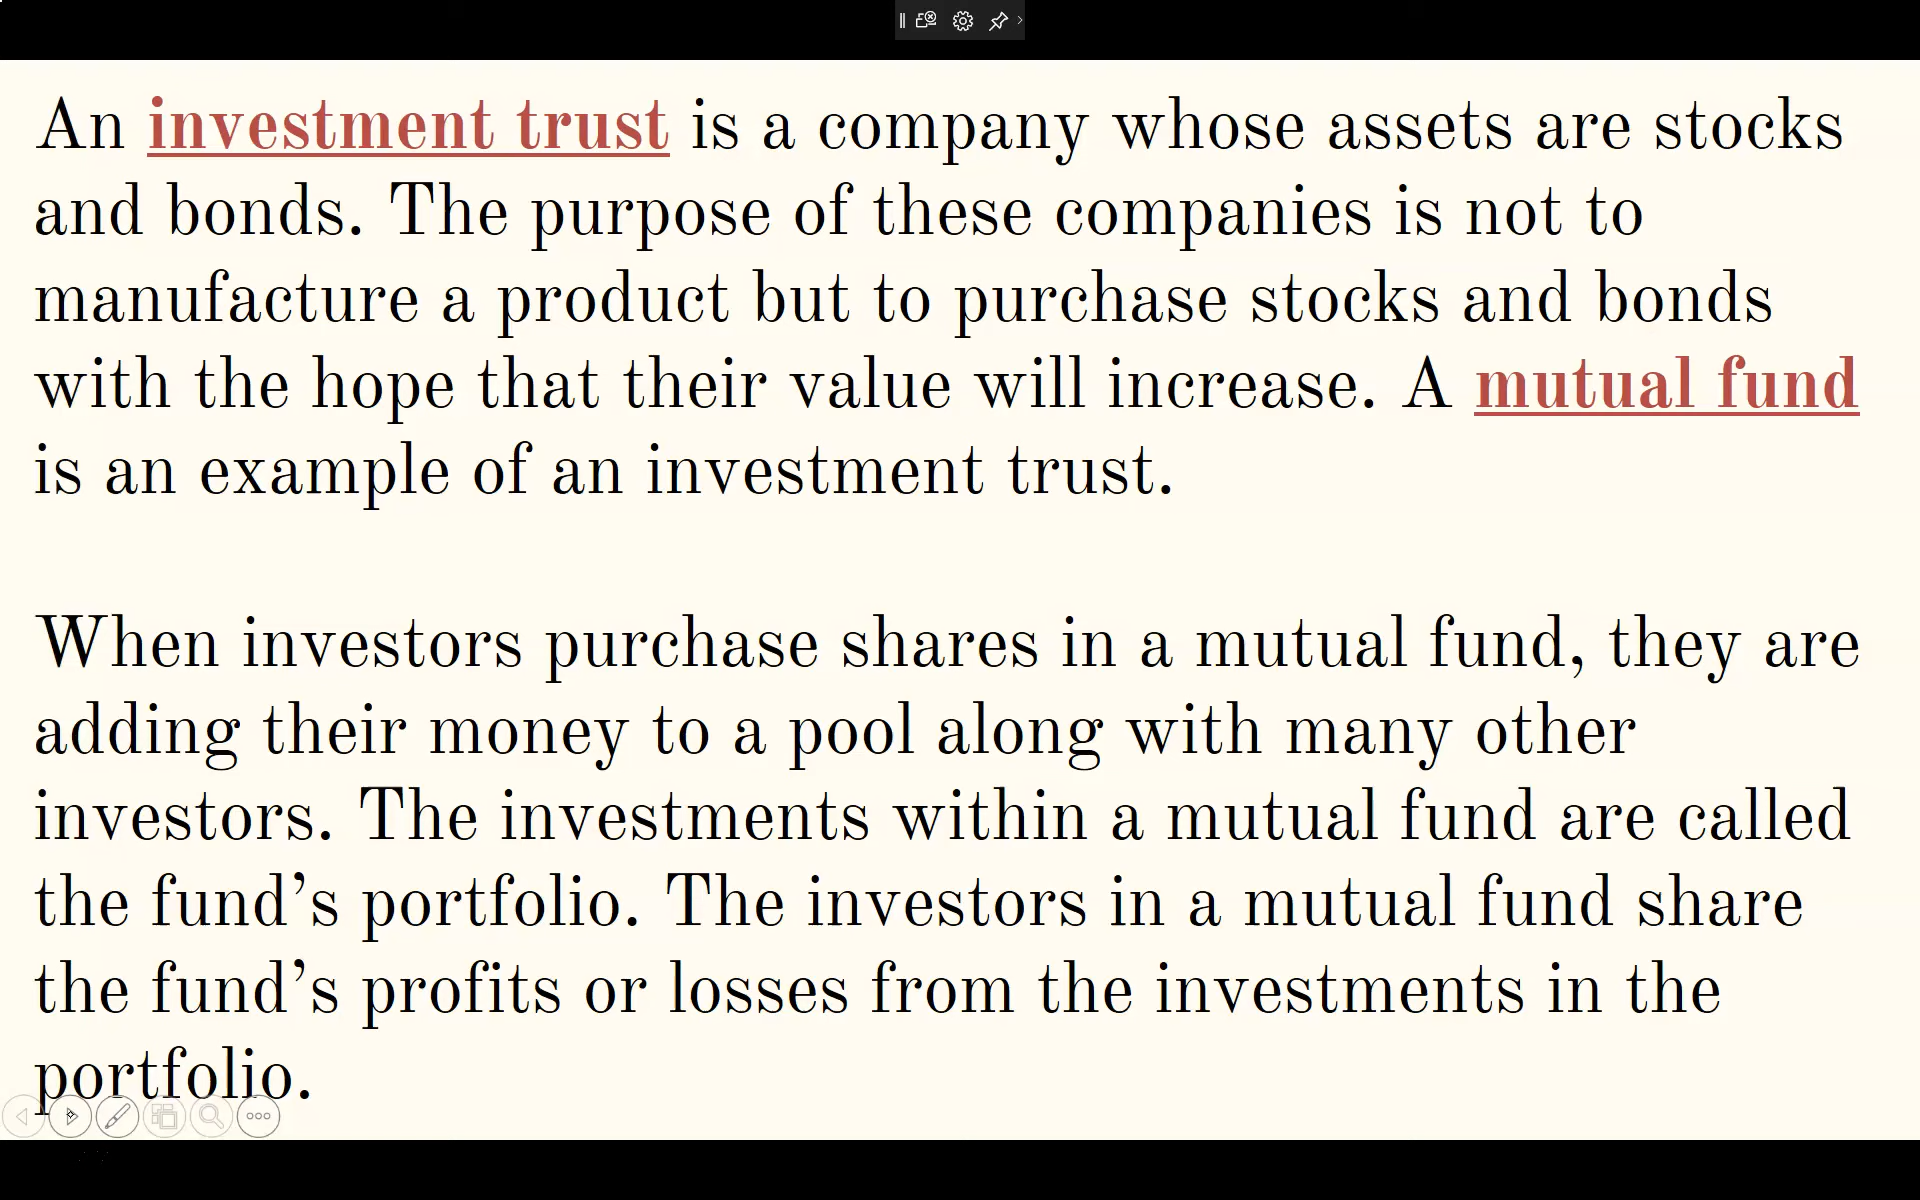 An investment trust is a company whose assets are stocks
and bonds. The purpose of these companies is not to
manufacture a product but to purchase stocks and bonds
with the hope that their value will increase. A mutual fund
is an example of an investment trust.
When investors purchase shares in a mutual fund, they are
adding their money to a pool along with many other
investors. The investments within a mutual fund are called
the fund’s portfolio. The investors in a mutual fund share
the fund’s profits or losses from the investments in the
portfolio.